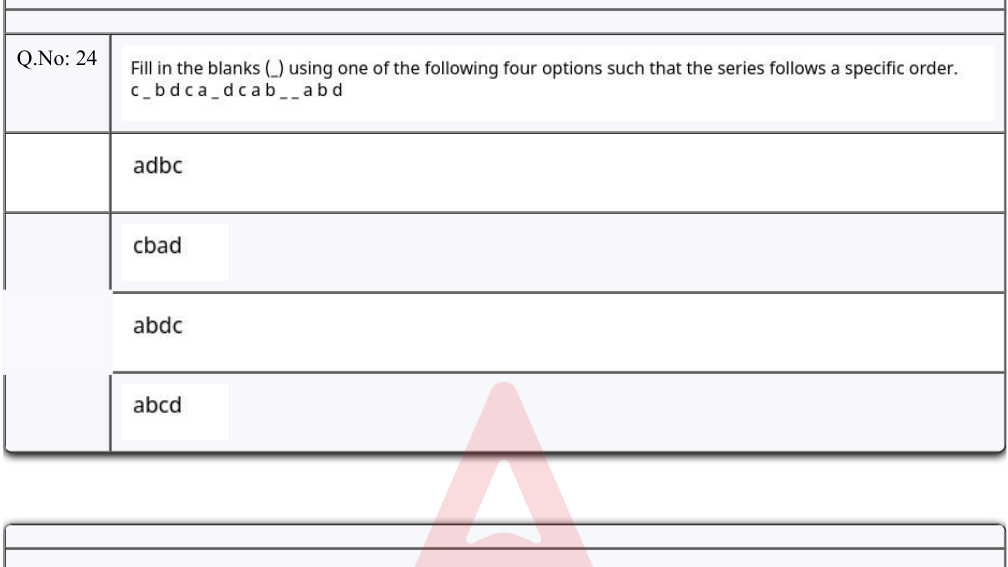 Q.No: 24
Fill in the blanks (_) using one of the following four options such that the series follows a specific order.
c _ b d c a _ d c a b _ _ a b d
adbc
cbad
abdc
abcd